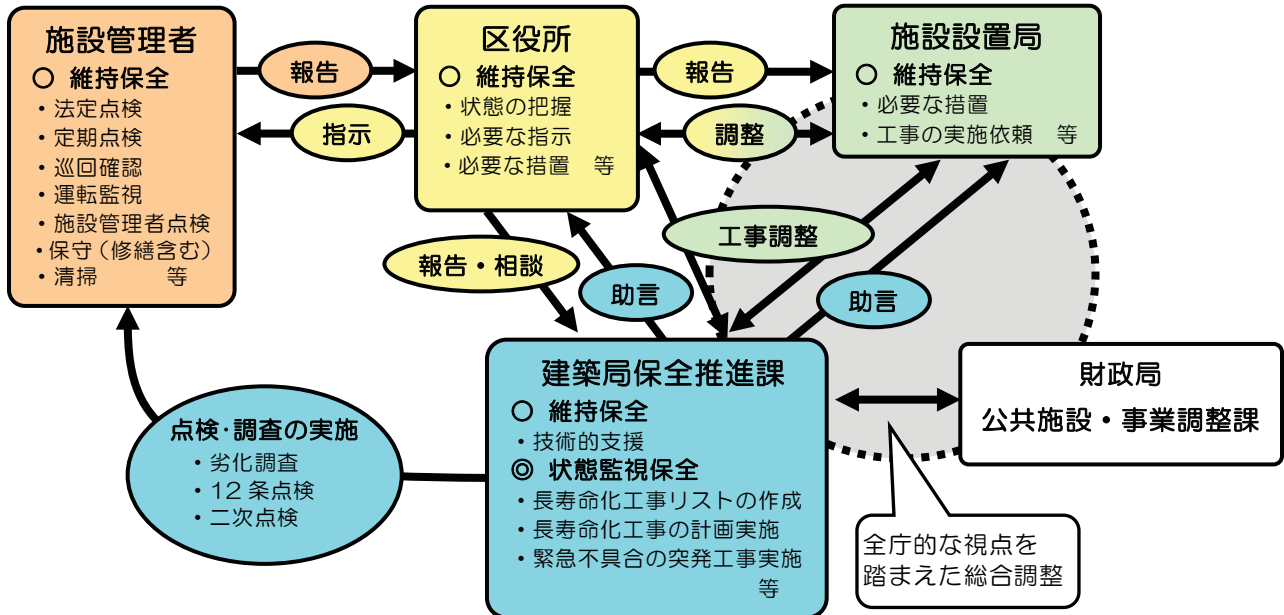 施設管理者
○ 維持保全
・法定点検
・定期点検
・巡回確認
・運転監視
・施設管理者点検
・保守（修繕含む）
・清掃　　　等
報告
指示
区役所
○ 維持保全
・状態の把握
・必要な指示
・必要な措置　等
報告
調整
施設設置局
○ 維持保全
・必要な措置
・工事の実施依頼　等
報告・相談
助言
工事調整
助言
建築局保全推進課
○ 維持保全
・技術的支援
◎ 状態監視保全
・長寿命化工事リストの作成
・長寿命化工事の計画実施
・緊急不具合の突発工事実施
等
点検・調査の実施
・劣化調査
・12 条点検
・二次点検
財政局
公共施設・事業調整課
全庁的な視点を
踏まえた総合調整